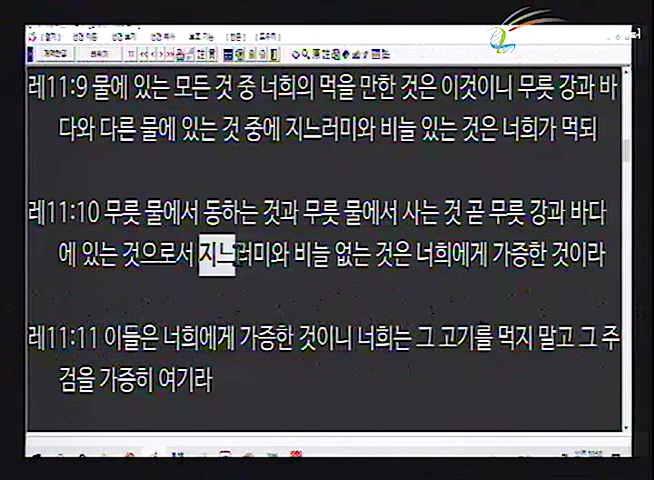 개역한글
레위기
11
레11:9 물에 있는 모든 것 중 너희의 먹을 만한 것은 이것이니 무릇 강과 바
다와 다른 물에 있는 것 중에 지느러미와 비늘 있는 것은 너희가 먹되
레11:10 무릇 물에서 동하는 것과 무릇 물에서 사는 것 곧 무릇 강과 바다
에 있는 것으로서 지느러미와 비늘 없는 것은 너희에게 가증한 것이라
레11:11 이들은 너희에게 가증한 것이니 너희는 그 고기를 먹지 말고 그 주
검을 가증히 여기라